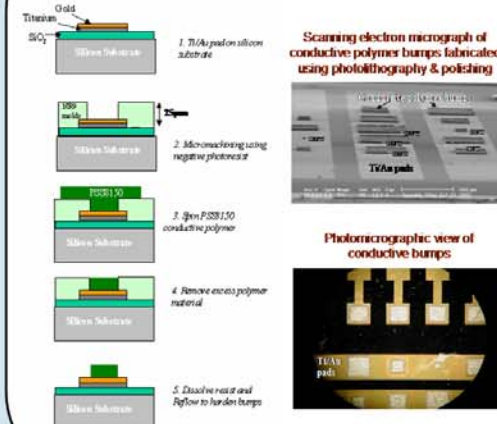 Gold
Titanium
SiO₂
Silicon Substrate
1. Ti/Au pad on silicon
substrate
molds
Silicon Substrate
2. Micromachining using
negative photoresist
PSS8150
Silicon Substrate
3. Spin PSS8150
conductive polymer
Silicon Substrate
4. Remove excess polymer
material
Silicon Substrate
5. Dissolve resist and
Reflow to harden bumps
Scanning electron micrograph of
conductive polymer bumps fabricated
using photolithography & polishing
Ti/Au pads
Photomicrographic view of
conductive bumps
Ti/Au
pads